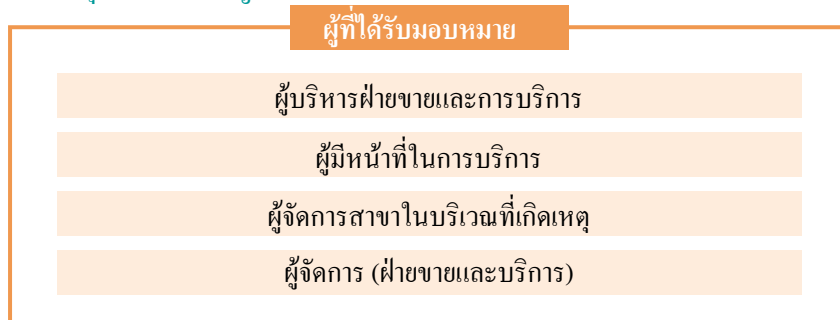 ผู้ที่ได้รับมอบหมาย
ผู้บริหารฝ่ายขายและการบริการ
ผู้มีหน้าที่ในการบริการ
ผู้จัดการสาขาในบริเวณที่เกิดเหตุ
ผู้จัดการ (ฝ่ายขายและบริการ)